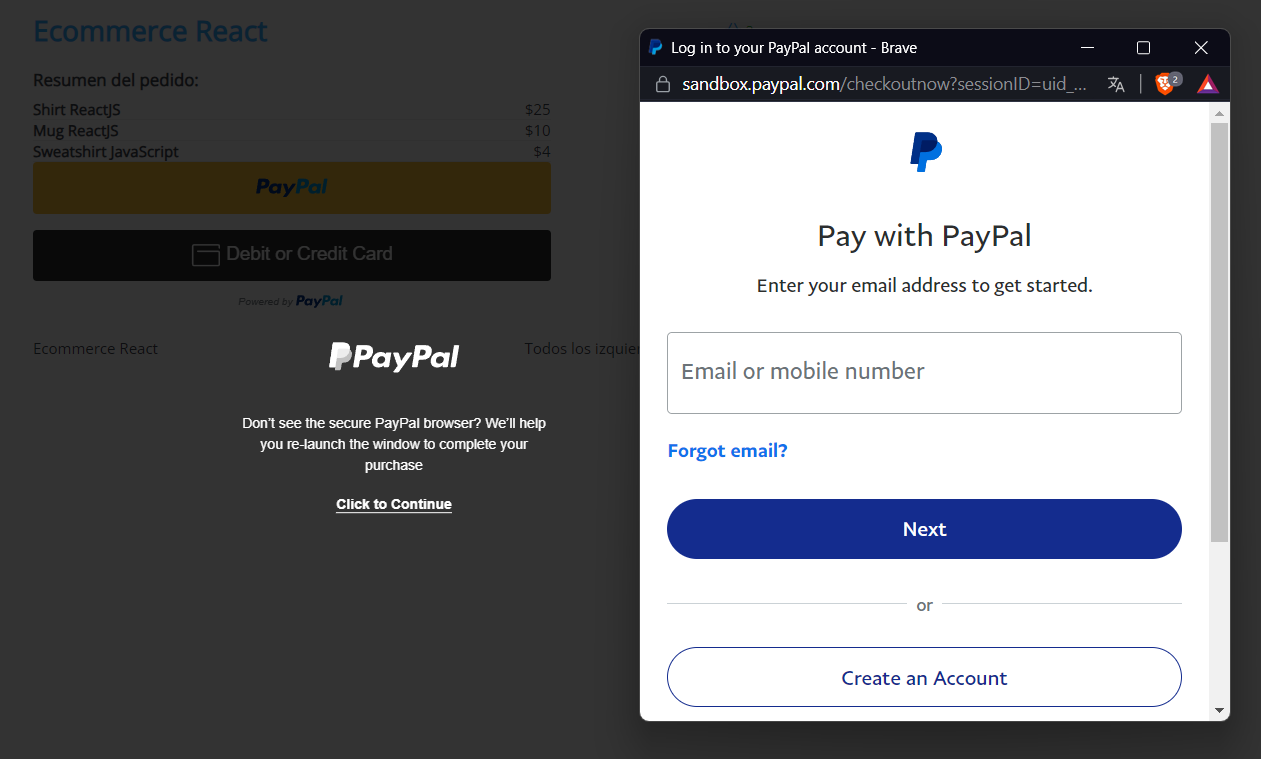 Ecommerce React
Resumen del pedido:
Shirt ReactJS $25
Mug ReactJS $10
Sweatshirt JavaScript $4
PayPal
Debit or Credit Card
Powered by PayPal
Ecommerce React Todos los izquier
PayPal
Don't see the secure PayPal browser? We'll help
you re-launch the window to complete your
purchase
Click to Continue
Log in to your PayPal account - Brave
sandbox.paypal.com/checkoutnow?sessionID=uid_...
2
Pay with PayPal
Enter your email address to get started.
Email or mobile number
Forgot email?
Next
or
Create an Account